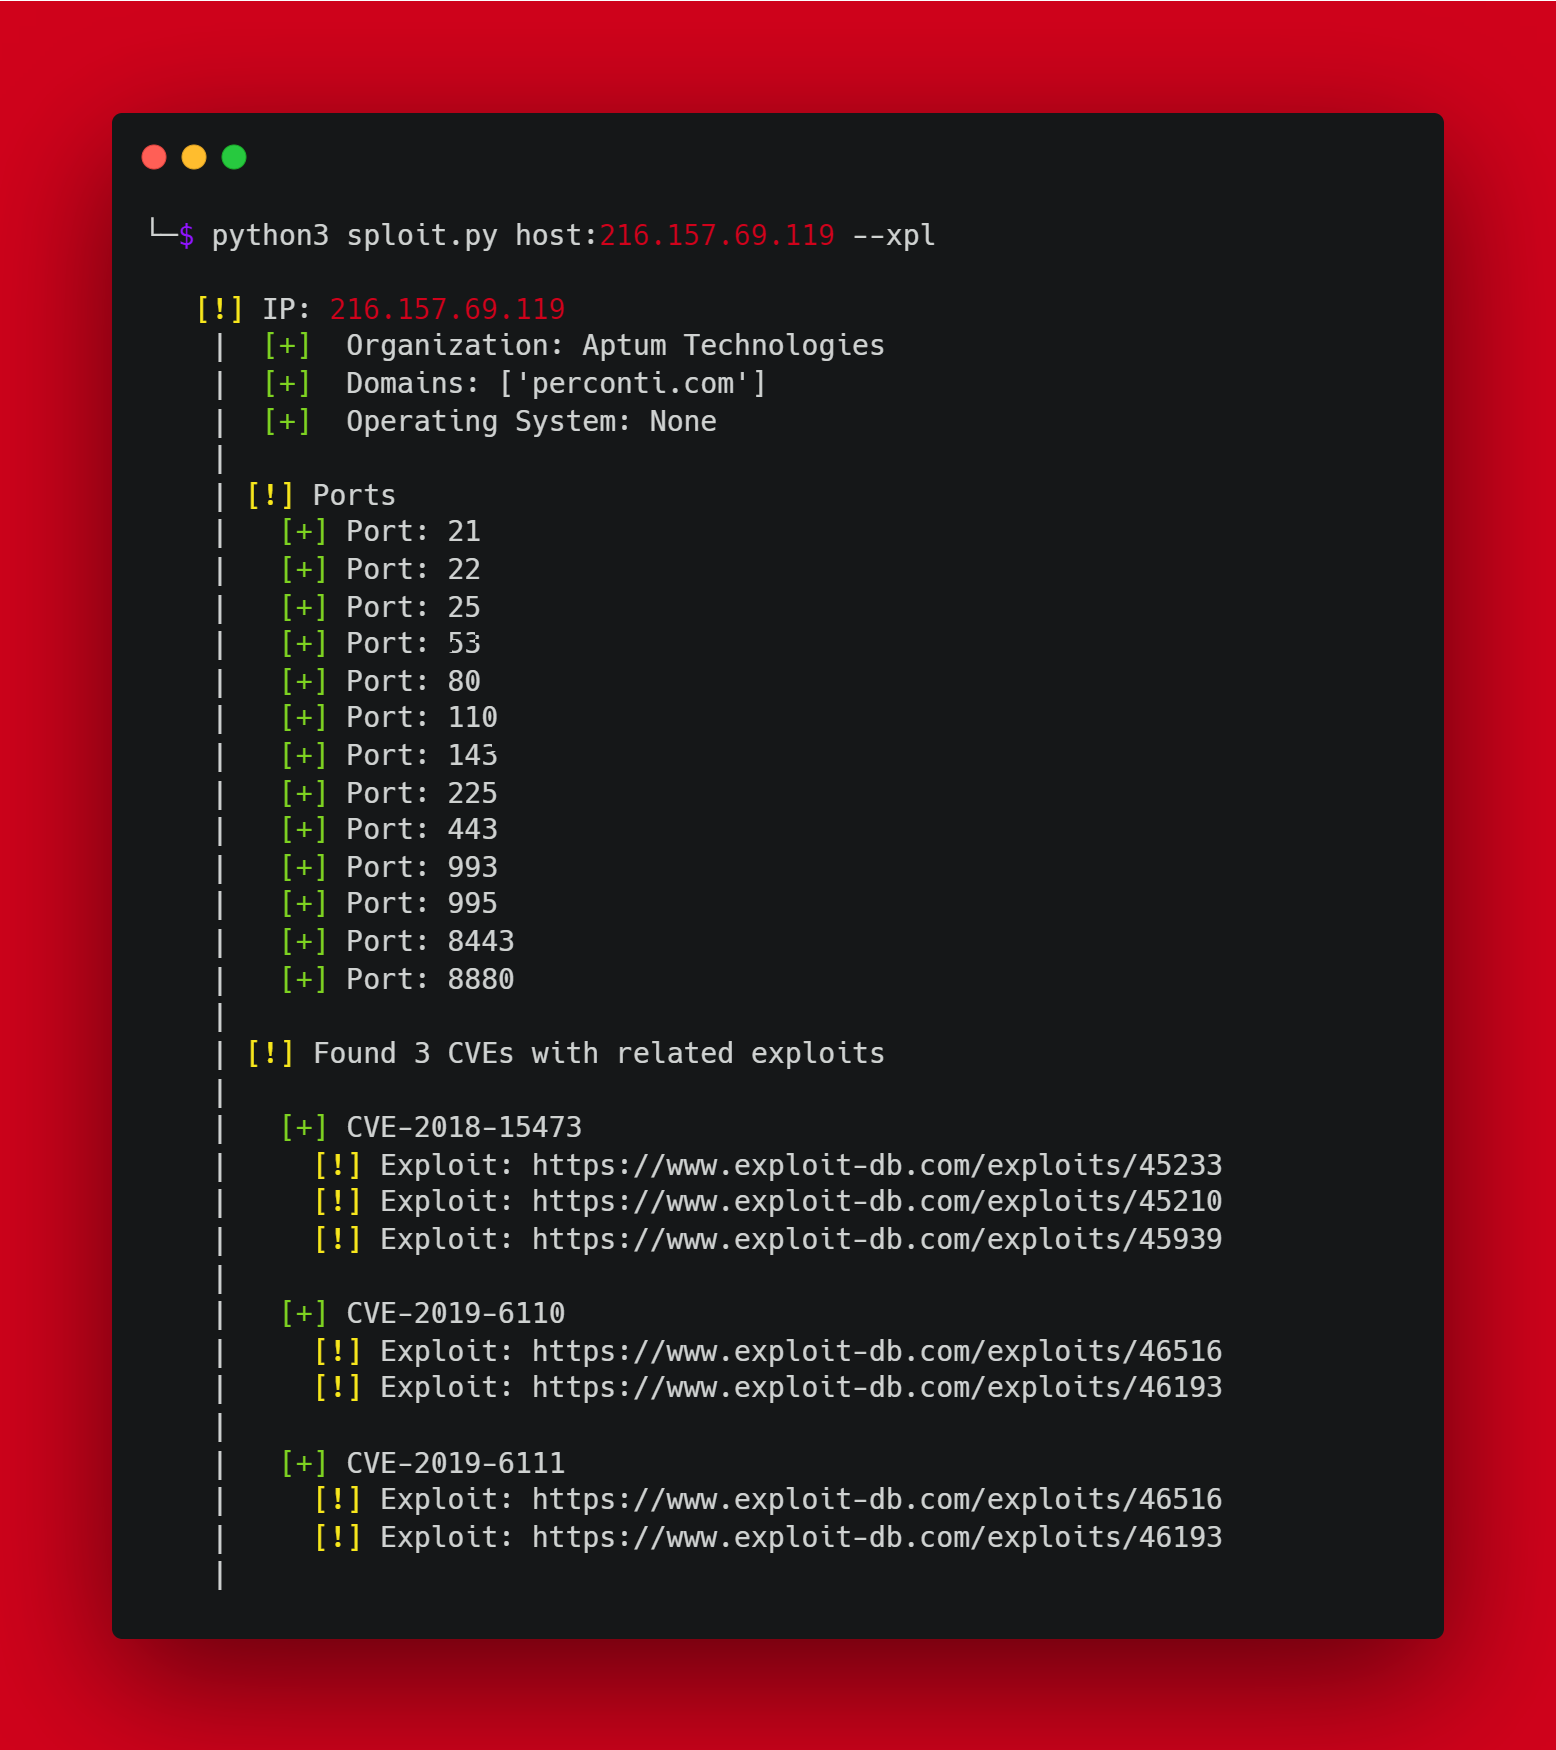 └─$ python3 sploit.py host:216.157.69.119 --xpl
[!] IP: 216.157.69.119
| [+] Organization: Aptum Technologies
| [+] Domains: ['perconti.com']
| [+] Operating System: None
|
| [!] Ports
| [+] Port: 21
| [+] Port: 22
| [+] Port: 25
| [+] Port: 53
| [+] Port: 80
| [+] Port: 110
| [+] Port: 143
| [+] Port: 225
| [+] Port: 443
| [+] Port: 993
| [+] Port: 995
| [+] Port: 8443
| [+] Port: 8880
|
| [!] Found 3 CVEs with related exploits
|
| [+] CVE-2018-15473
| [!] Exploit: https://www.exploit-db.com/exploits/45233
| [!] Exploit: https://www.exploit-db.com/exploits/45210
| [!] Exploit: https://www.exploit-db.com/exploits/45939
|
| [+] CVE-2019-6110
| [!] Exploit: https://www.exploit-db.com/exploits/46516
| [!] Exploit: https://www.exploit-db.com/exploits/46193
|
| [+] CVE-2019-6111
| [!] Exploit: https://www.exploit-db.com/exploits/46516
| [!] Exploit: https://www.exploit-db.com/exploits/46193
|